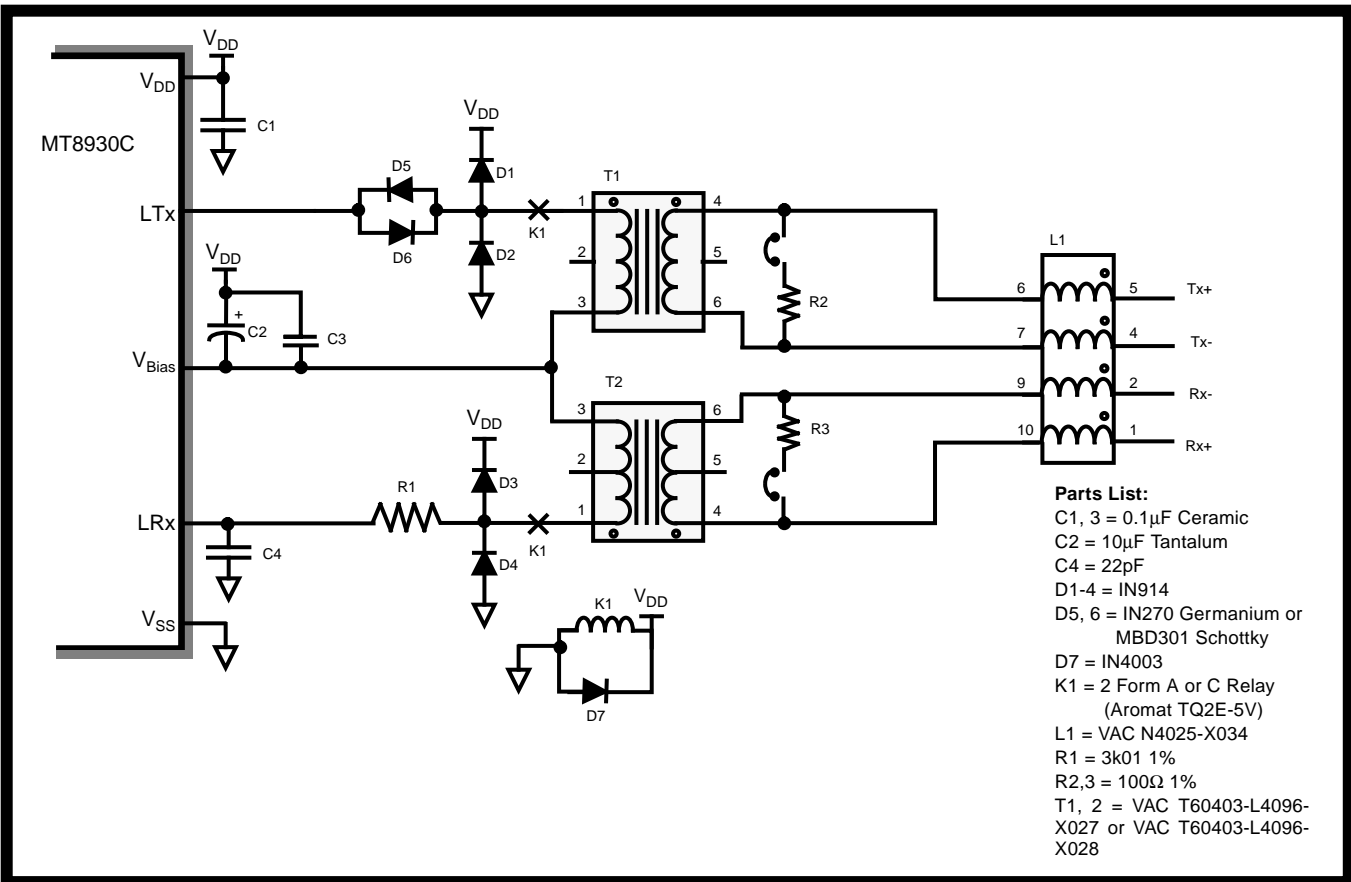 VDD
VDD
C1
MT8930C
VDD
D5
D1
T1
1
4
LTx
K1
D6
D2
2
5
L1
VDD
6
5
Tx+
3
6
R2
+
C2
C3
7
4
Tx-
VBias
T2
9
2
Rx-
VDD
3
6
R3
10
1
Rx+
2
5
R1
D3
LRx
1
4
K1
C4
D4
K1
VDD
VSS
D7
Parts List:
C1, 3 = 0.1μF Ceramic
C2 = 10μF Tantalum
C4 = 22pF
D1-4 = IN914
D5, 6 = IN270 Germanium or
MBD301 Schottky
D7 = IN4003
K1 = 2 Form A or C Relay
(Aromat TQ2E-5V)
L1 = VAC N4025-X034
R1 = 3k01 1%
R2,3 = 100Ω 1%
T1, 2 = VAC T60403-L4096-
X027 or VAC T60403-L4096-
X028